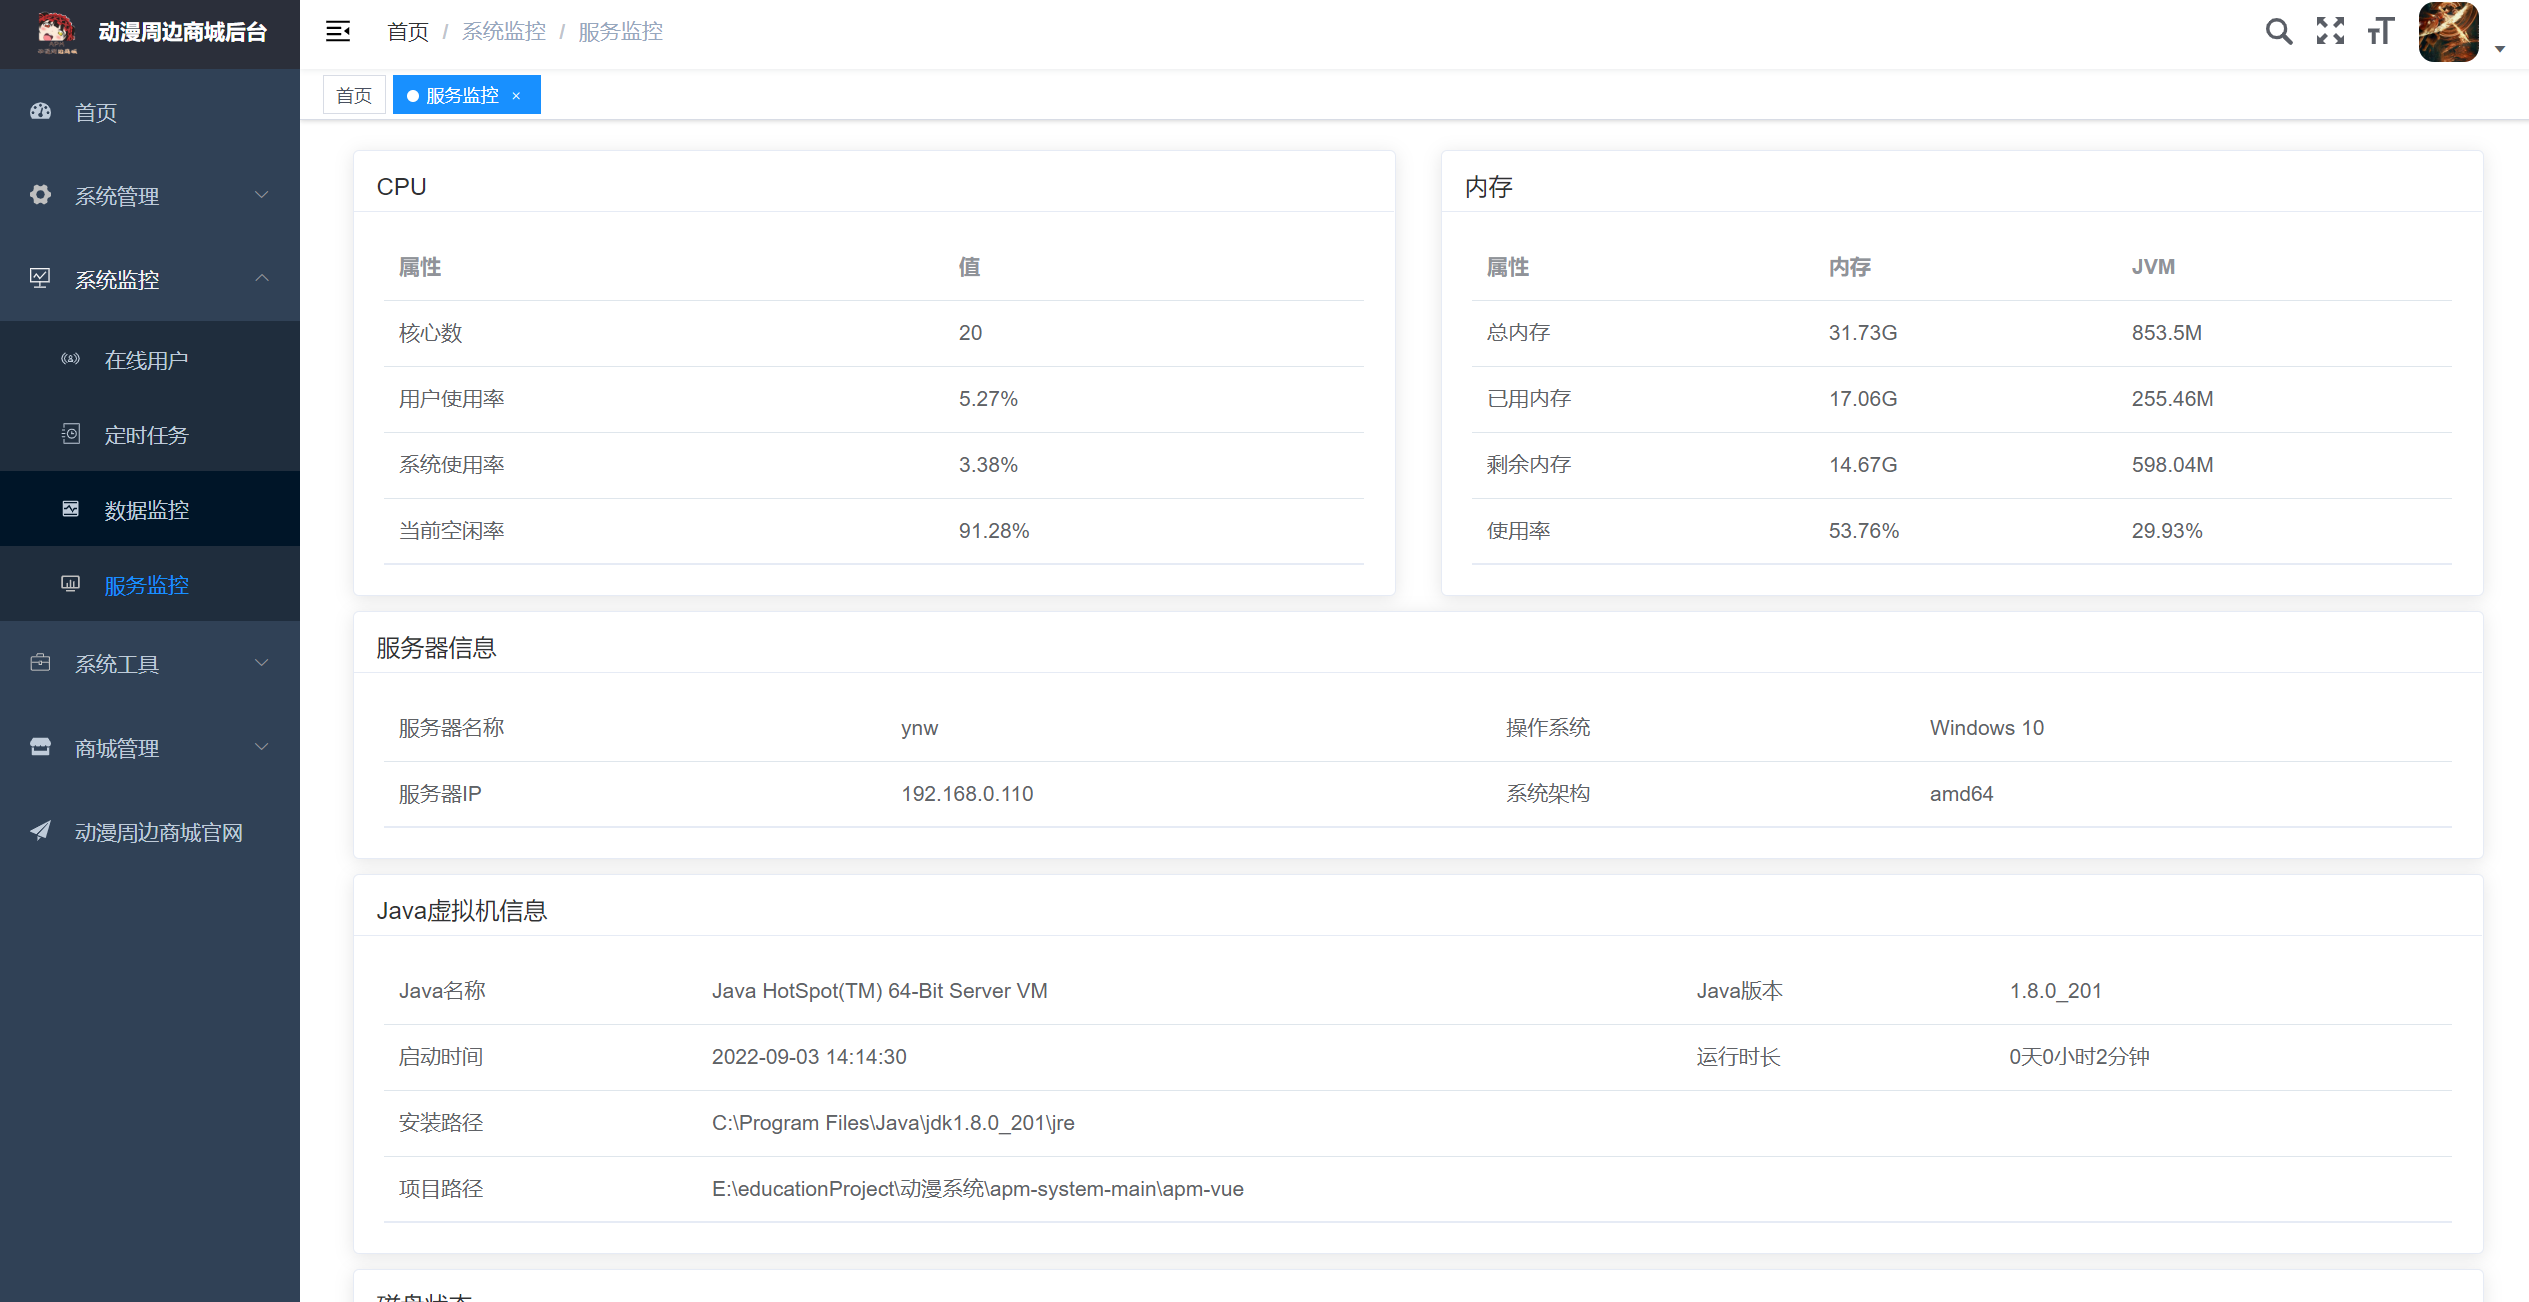 动漫周边商城后台
首页 / 系统监控 / 服务监控
首页
服务监控 ×
首页
系统管理
系统监控
在线用户
定时任务
数据监控
服务监控
系统工具
商城管理
动漫周边商城官网
CPU
属性 值
核心数 20
用户使用率 5.27%
系统使用率 3.38%
当前空闲率 91.28%
内存
属性 内存 JVM
总内存 31.73G 853.5M
已用内存 17.06G 255.46M
剩余内存 14.67G 598.04M
使用率 53.76% 29.93%
服务器信息
服务器名称 ynw 操作系统 Windows 10
服务器IP 192.168.0.110 系统架构 amd64
Java虚拟机信息
Java名称 Java HotSpot(TM) 64-Bit Server VM Java版本 1.8.0_201
启动时间 2022-09-03 14:14:30 运行时长 0天0小时2分钟
安装路径 C:\Program Files\Java\jdk1.8.0_201\jre
项目路径 E:\educationProject\动漫系统\apm-system-main\apm-vue
磁盘状态